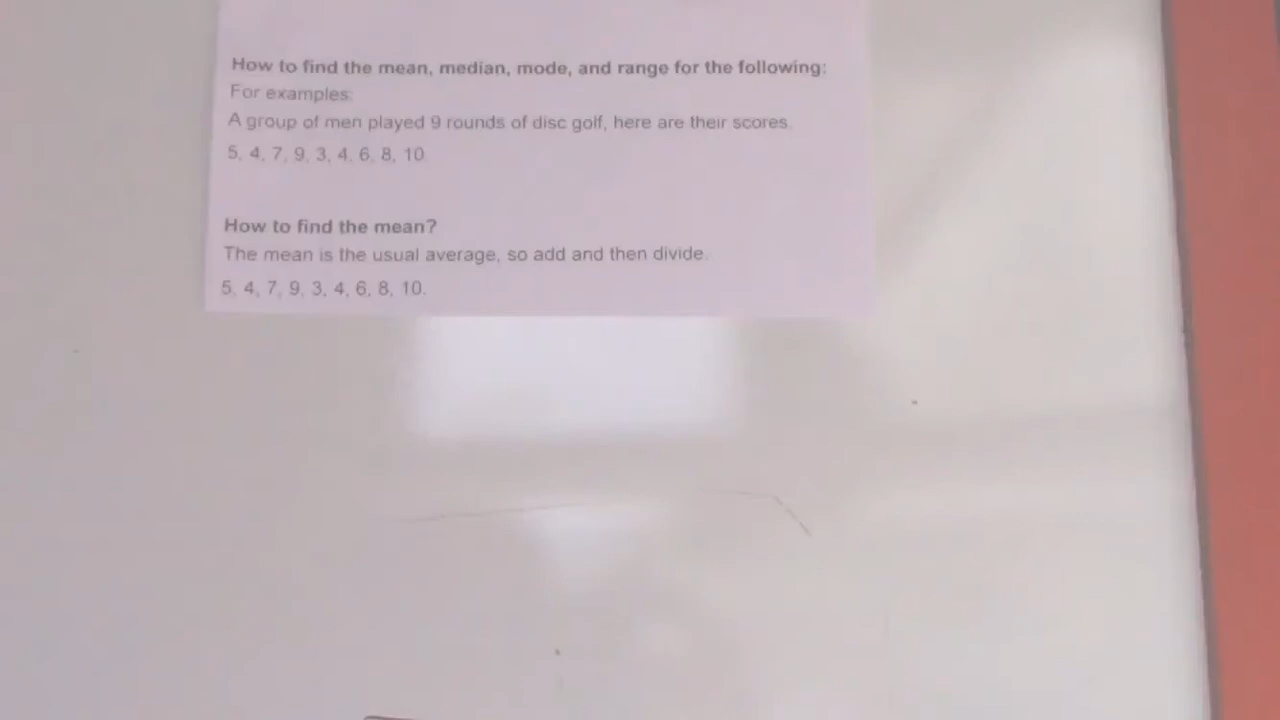 How to find the mean, median, mode, and range for the following:
For examples:
A group of men played 9 rounds of disc golf, here are their scores.
5, 4, 7, 9, 3, 4, 6, 8, 10.
How to find the mean?
The mean is the usual average, so add and then divide.
5, 4, 7, 9, 3, 4, 6, 8, 10.